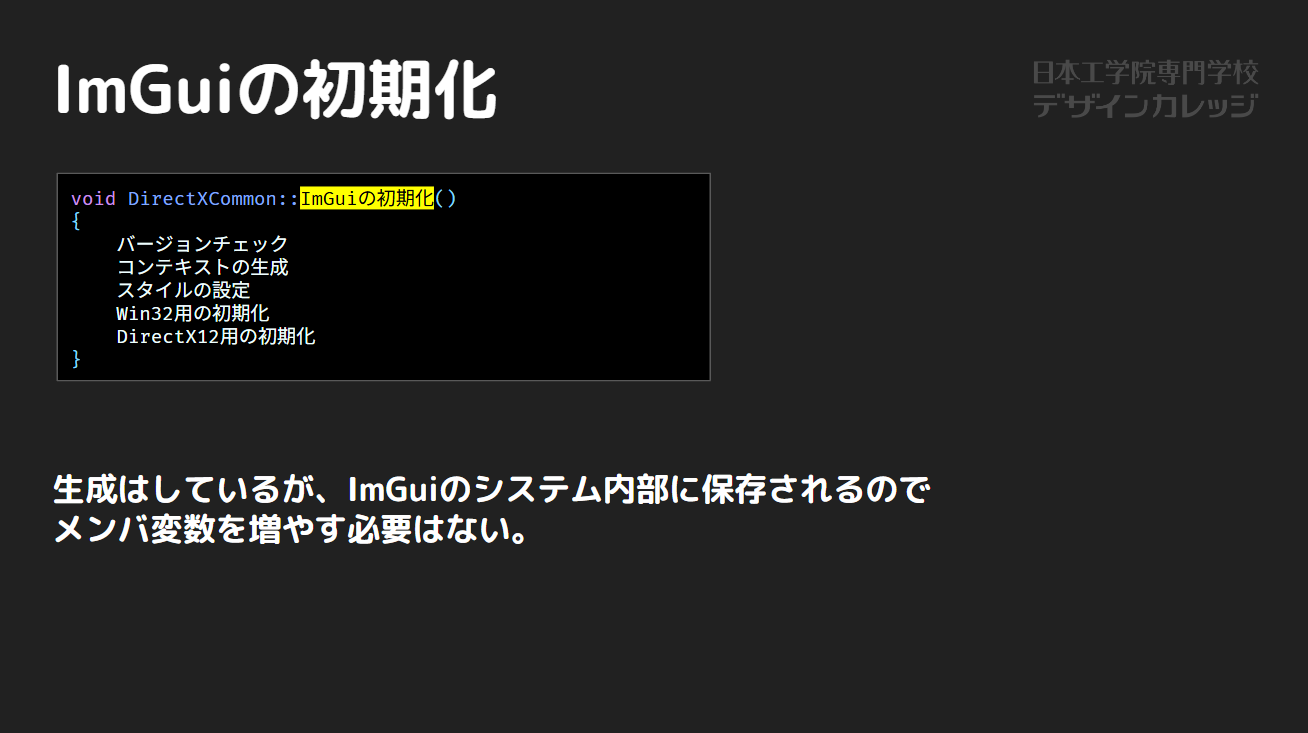 ImGuiの初期化
日本工学院専門学校
デザインカレッジ
void DirectXCommon::ImGuiの初期化()
{
バージョンチェック
コンテキストの生成
スタイルの設定
Win32用の初期化
DirectX12用の初期化
}
生成はしているが、ImGuiのシステム内部に保存されるので
メンバ変数を増やす必要はない。